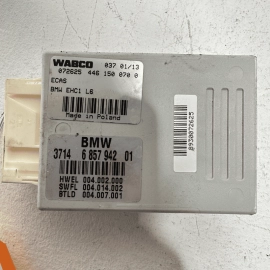 WABCO 037 01/13
072625 446 150 070 0
ECAS
BMW EHC1 L6
Made in Poland
BMW
3714 6 857 942 01
HWEL 004.002.000
SWFL 004.014.002
BTLD 004.007.001
0930072625